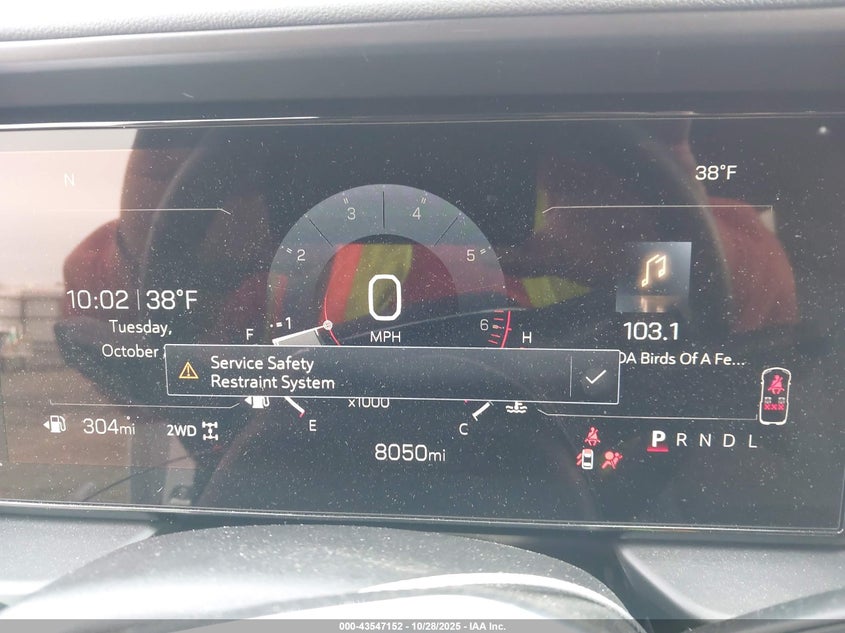 N
38°F
3 4
2 5
10:02 | 38°F
Tuesday,
October
0
MPH
103.1
DA Birds Of A Fe...
F 1 6 H
Service Safety
Restraint System
x1000
E C
304mi
2WD
8050mi
P R N D L
000-43547152 - 10/28/2025 - IAA Inc.